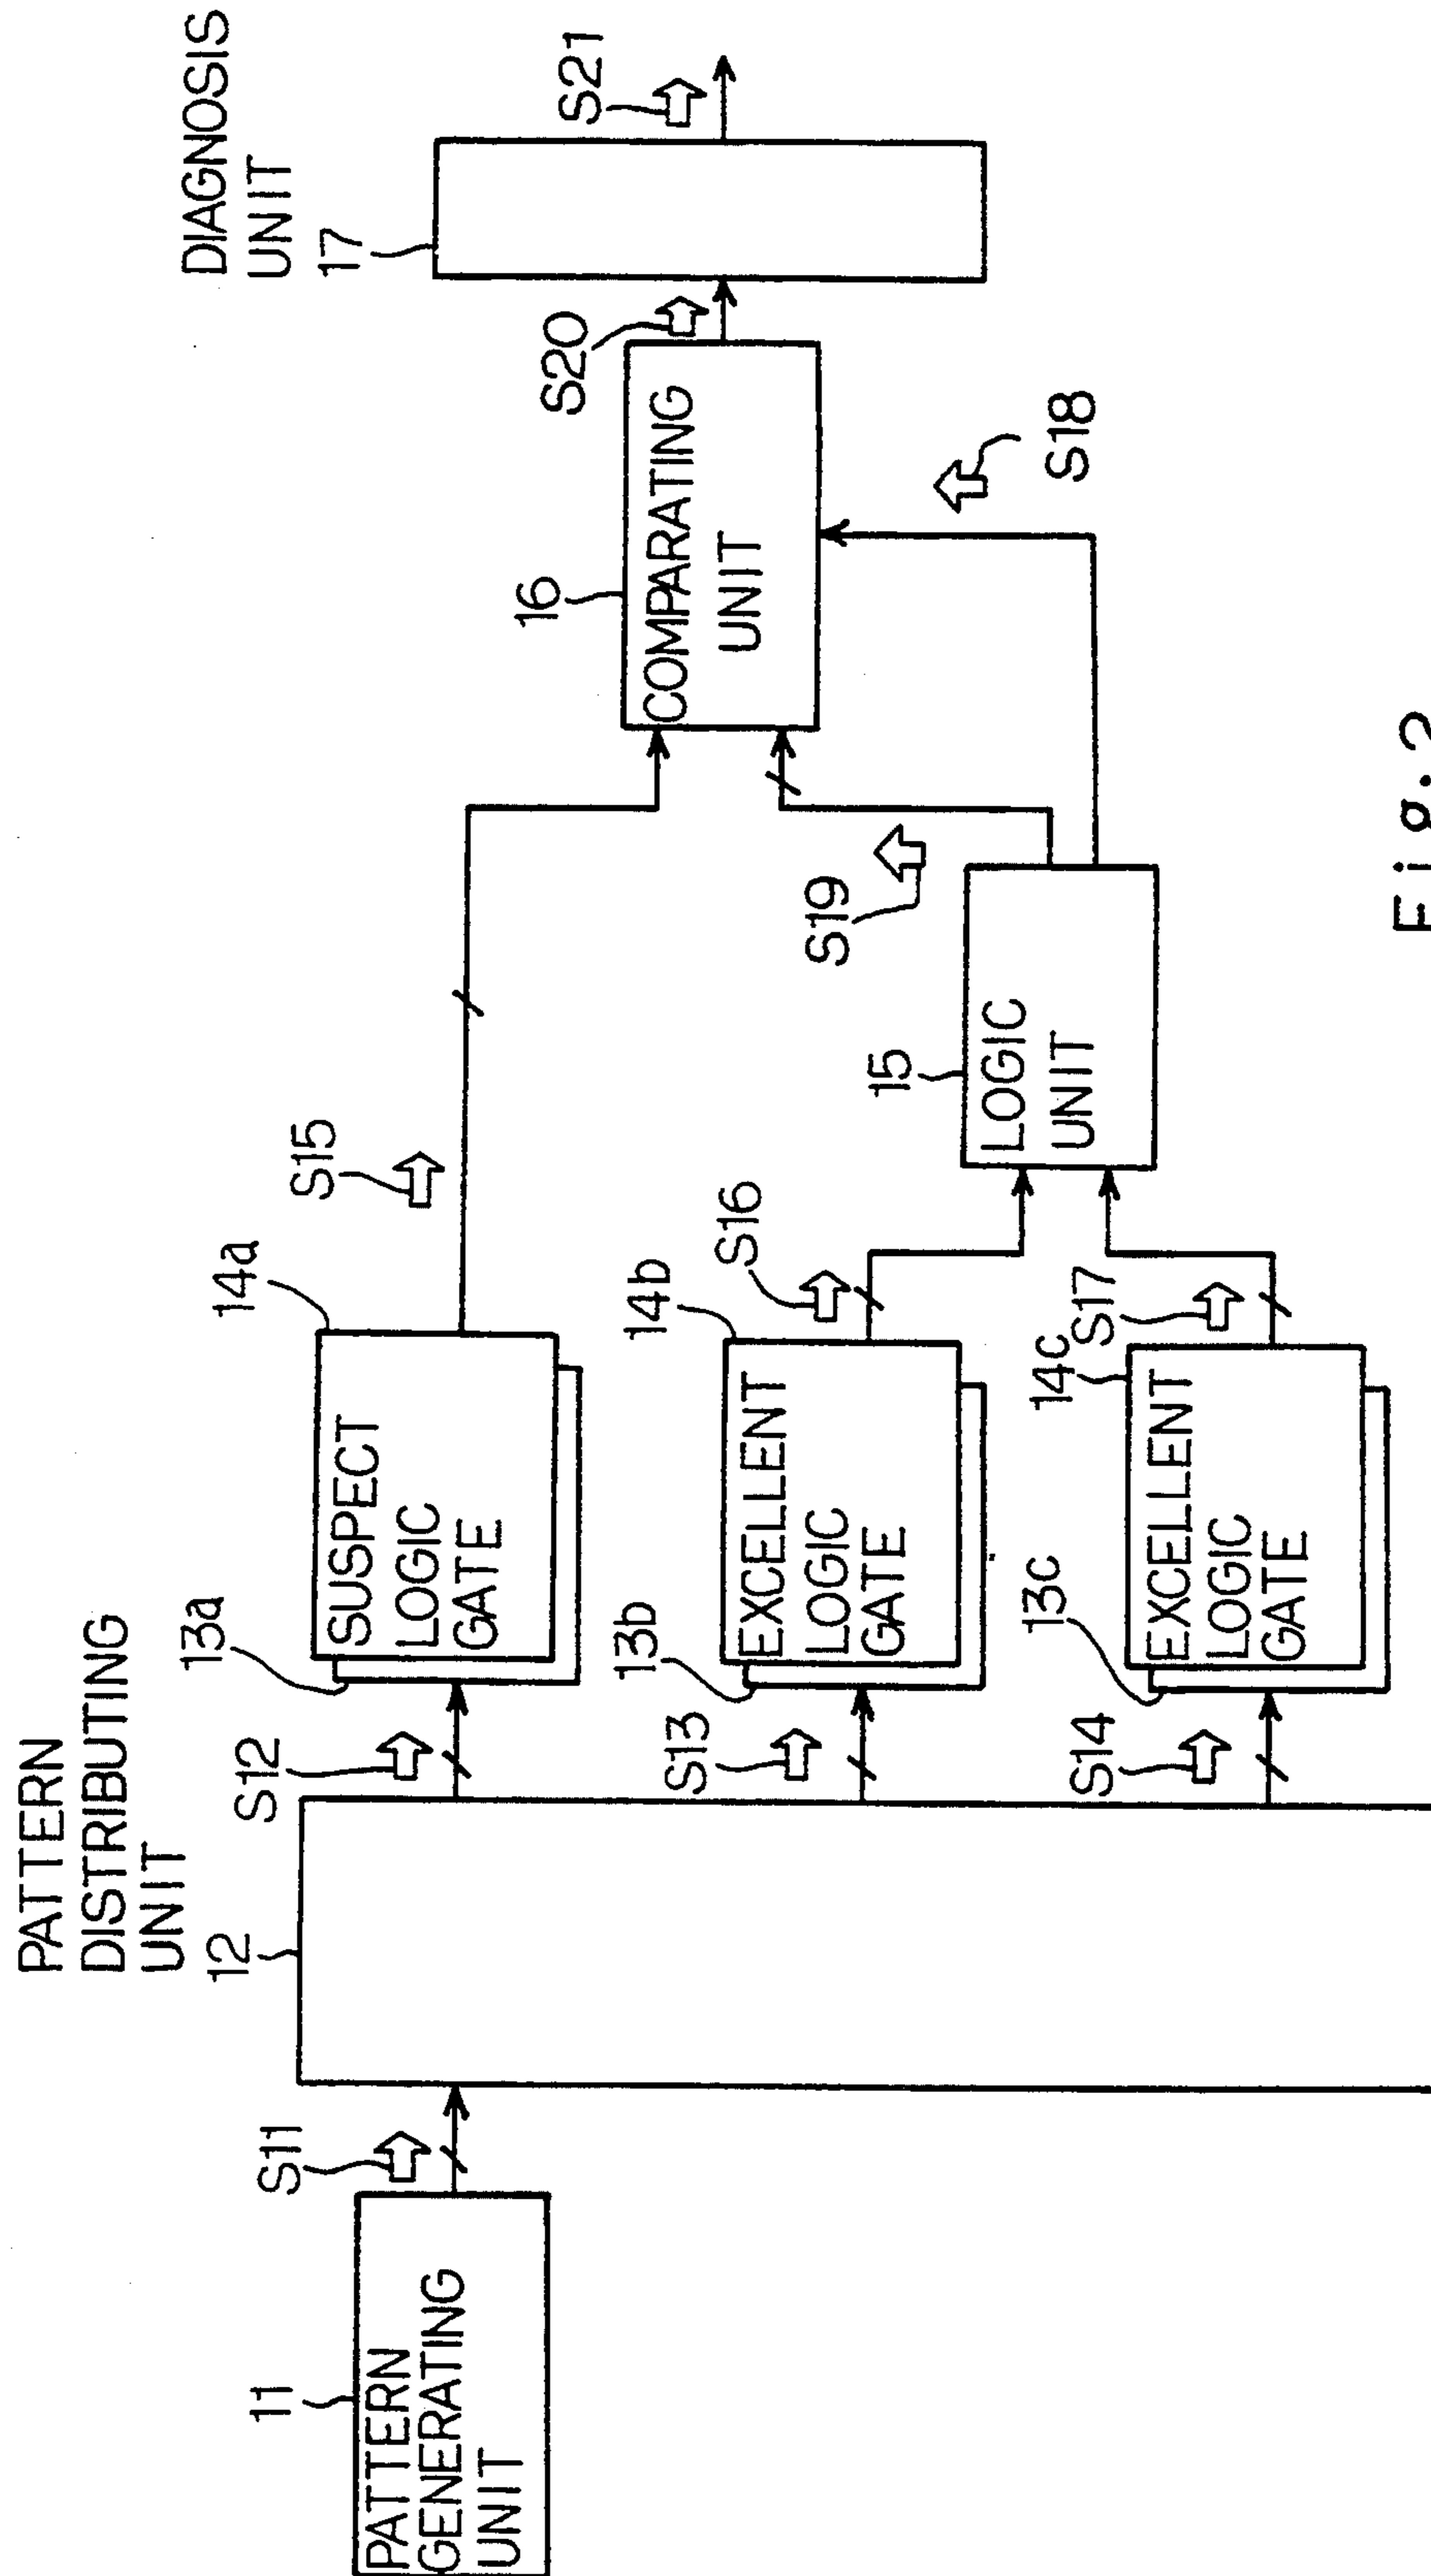 PATTERN
DISTRIBUTING
UNIT
12
11
PATTERN
GENERATING
UNIT
S11
S12
S13
S14
13a
14a
SUSPECT
LOGIC
GATE
13b
14b
EXCELLENT
LOGIC
GATE
13c
14c
EXCELLENT
LOGIC
GATE
S15
S16
S17
15
LOGIC
UNIT
S19
S18
16
COMPARATING
UNIT
S20
DIAGNOSIS
UNIT
17
S21
Fig.2